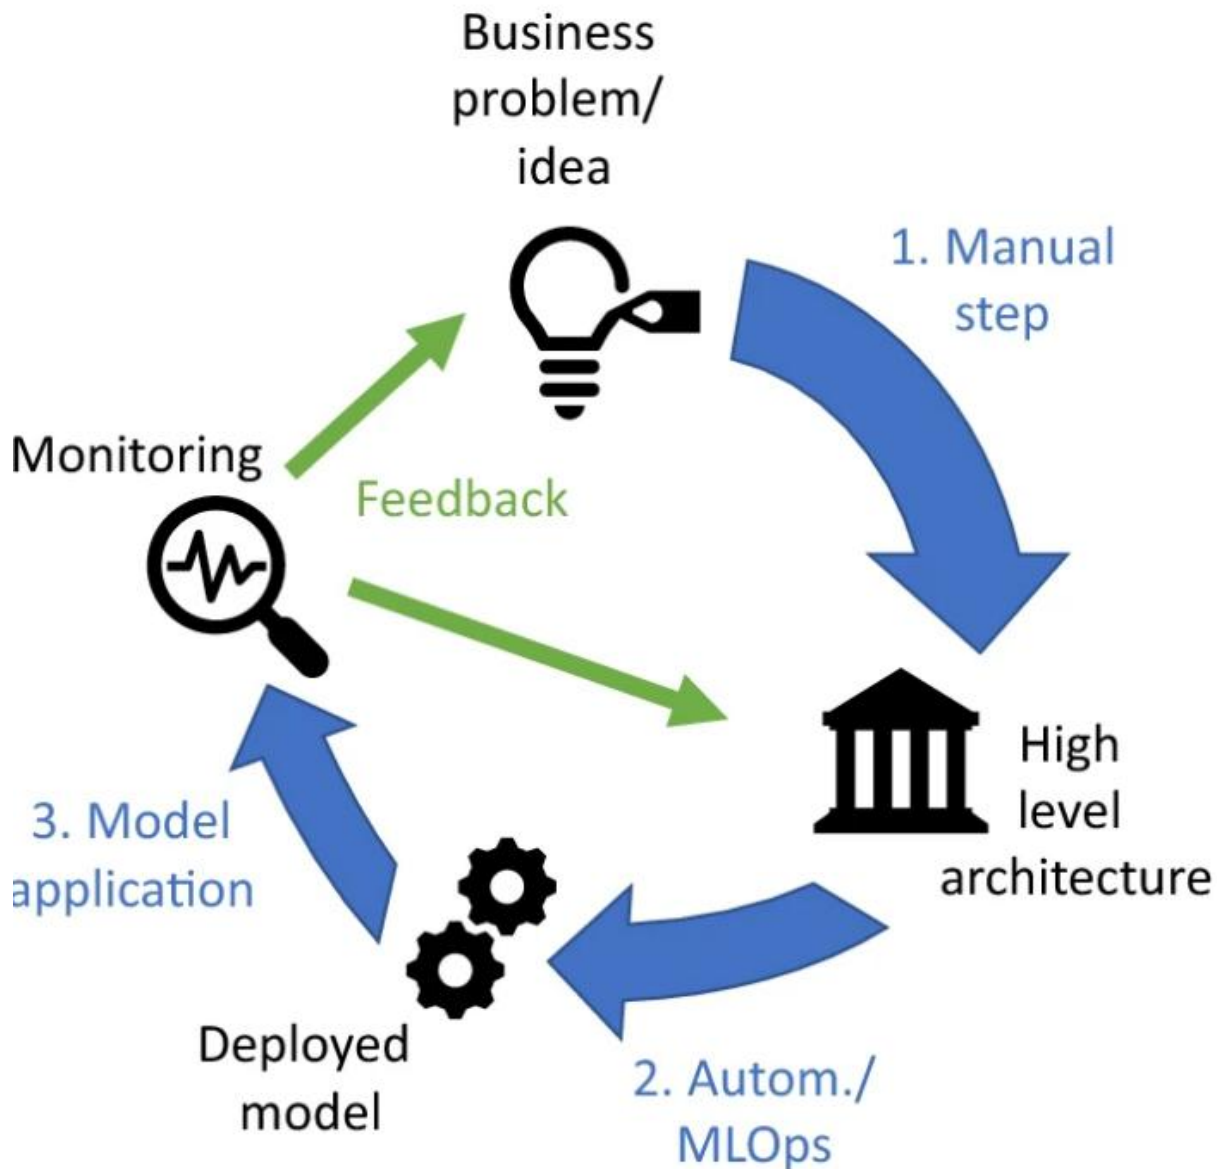 Business
problem/
idea
1. Manual
step
Monitoring
Feedback
High
level
architecture
3. Model
application
Deployed
model
2. Autom./
MLOps